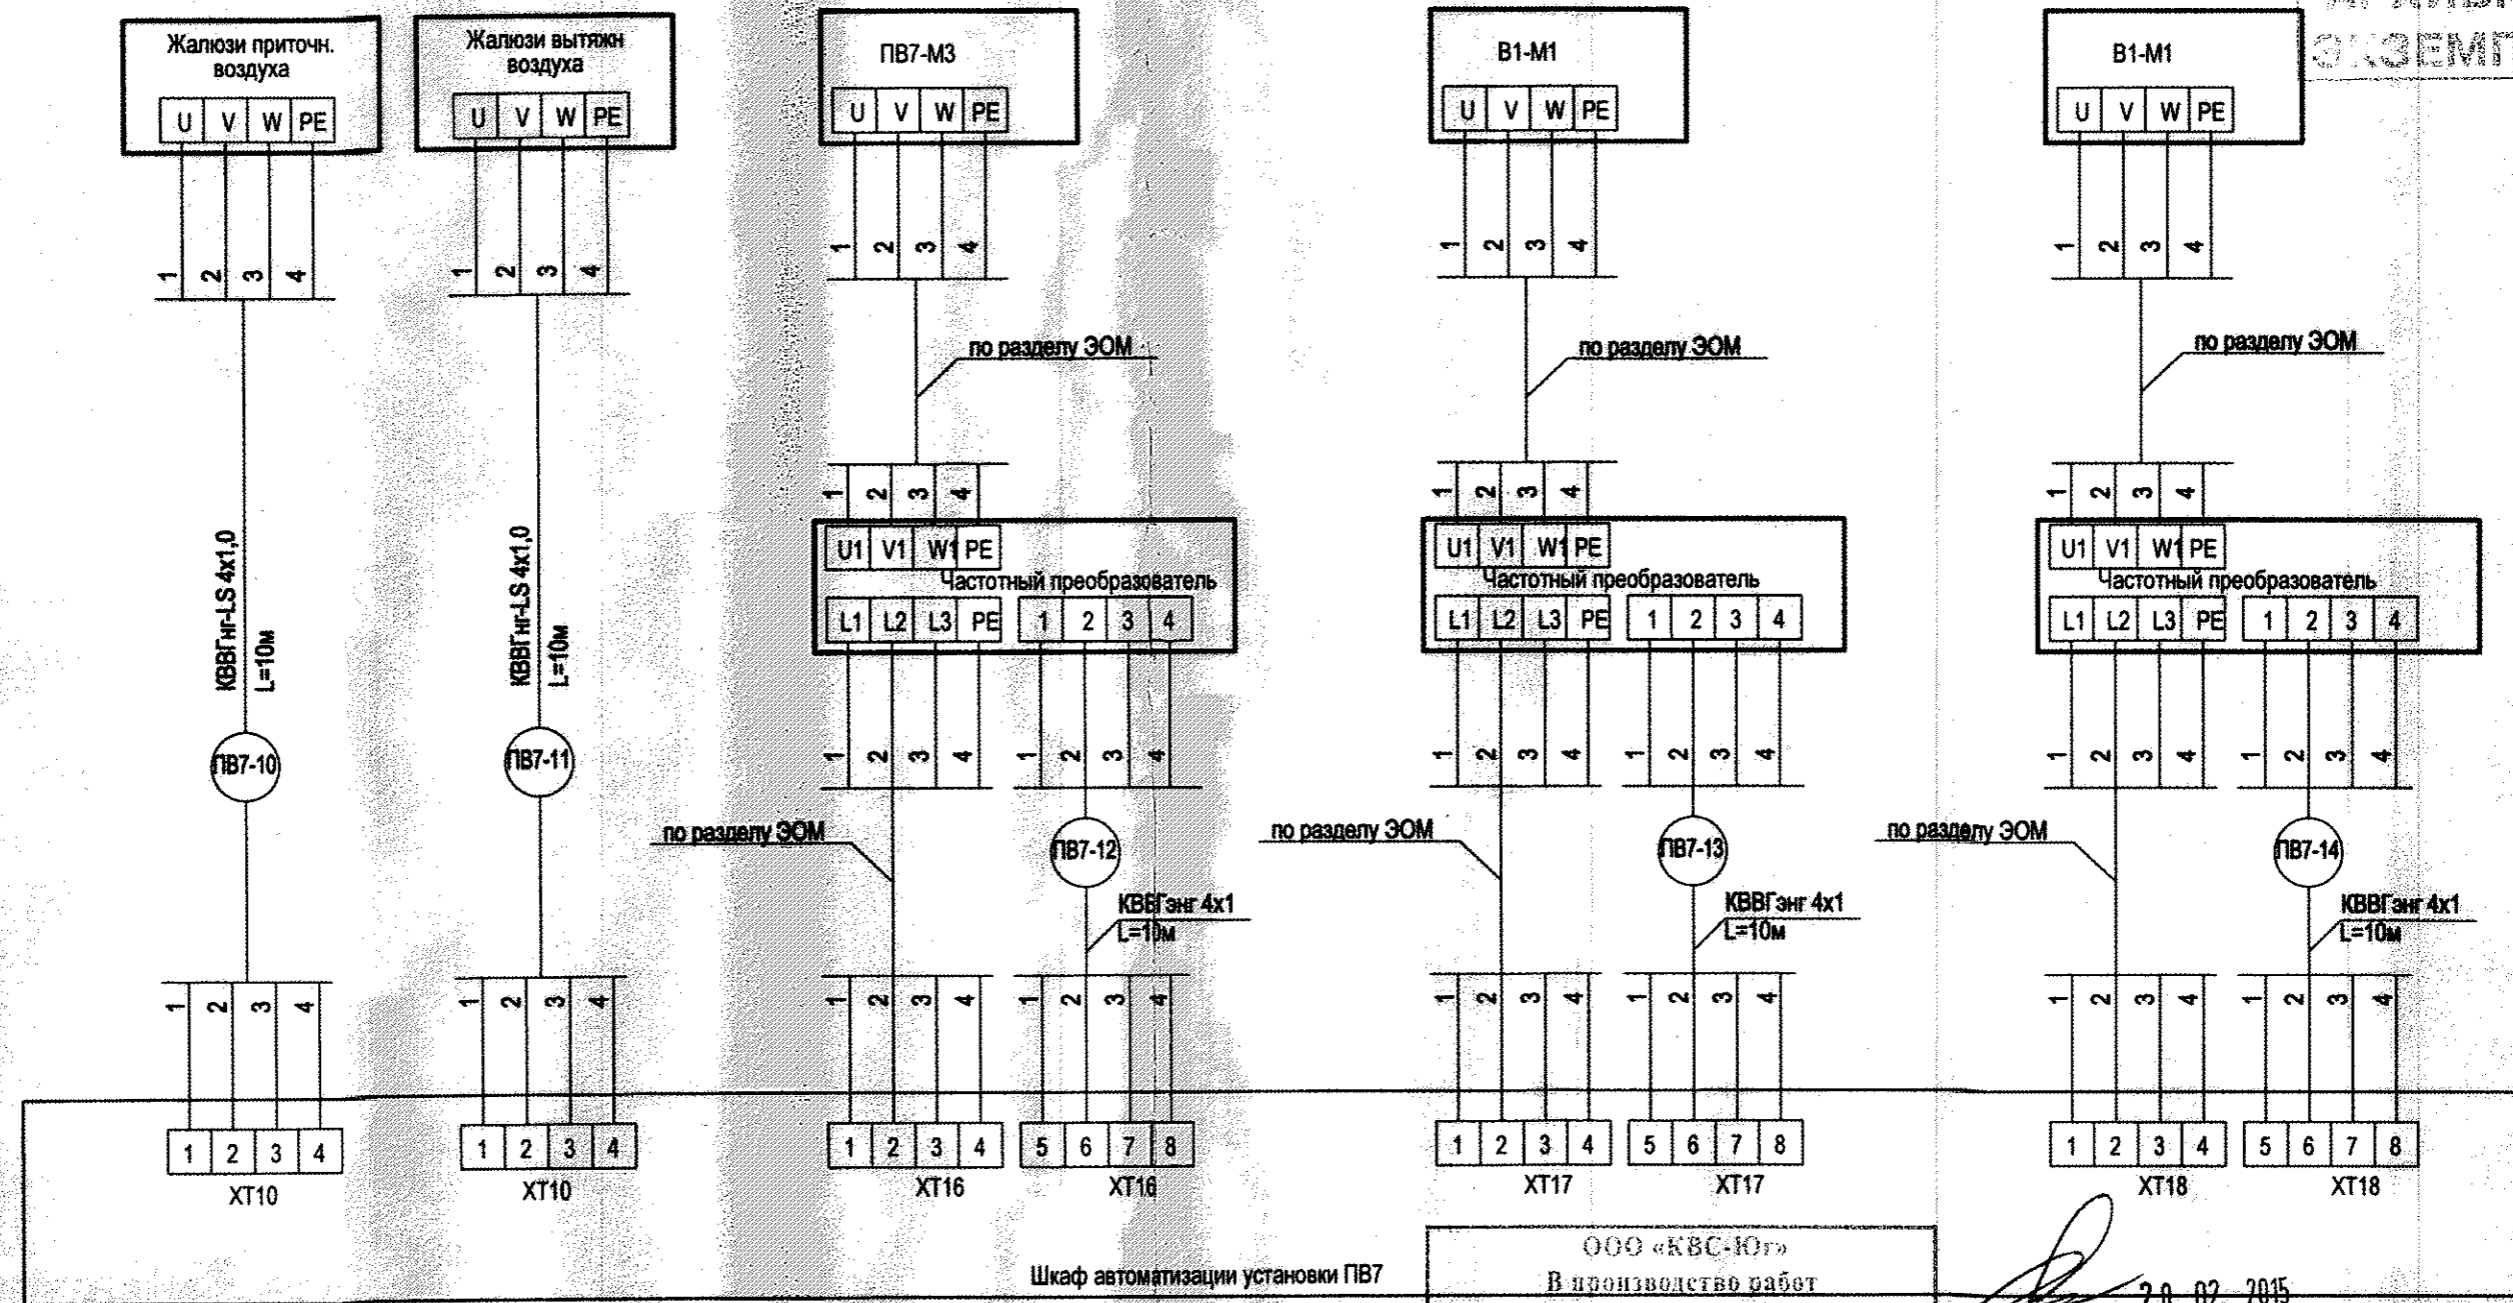 Жалюзи приточн.
воздуха
U V W PE
1 2 3 4
КВВГнг-LS 4х1,0
L=10м
ПВ7-10
1 2 3 4
1 2 3 4
ХТ10
Жалюзи вытяжн
воздуха
U V W PE
1 2 3 4
КВВГнг-LS 4х1,0
L=10м
ПВ7-11
1 2 3 4
1 2 3 4
ХТ10
ПВ7-М3
U V W PE
1 2 3 4
по разделу ЭОМ
1 2 3 4
U1 V1 W1 PE
Частотный преобразователь
L1 L2 L3 PE 1 2 3 4
1 2 3 4 1 2 3 4
по разделу ЭОМ
ПВ7-12
КВВГэнг 4х1
L=10м
1 2 3 4 1 2 3 4
1 2 3 4 5 6 7 8
ХТ16 ХТ16
В1-М1
U V W PE
1 2 3 4
по разделу ЭОМ
1 2 3 4
U1 V1 W1 PE
Частотный преобразователь
L1 L2 L3 PE 1 2 3 4
1 2 3 4 1 2 3 4
по разделу ЭОМ
ПВ7-13
КВВГэнг 4х1
L=10м
1 2 3 4 1 2 3 4
1 2 3 4 5 6 7 8
ХТ17 ХТ17
В1-М1
U V W PE
1 2 3 4
по разделу ЭОМ
1 2 3 4
U1 V1 W1 PE
Частотный преобразователь
L1 L2 L3 PE 1 2 3 4
1 2 3 4 1 2 3 4
по разделу ЭОМ
ПВ7-14
КВВГэнг 4х1
L=10м
1 2 3 4 1 2 3 4
1 2 3 4 5 6 7 8
ХТ18 ХТ18
Шкаф автоматизации установки ПВ7
ООО «КВС-Юг»
В производство работ
20 02 2015